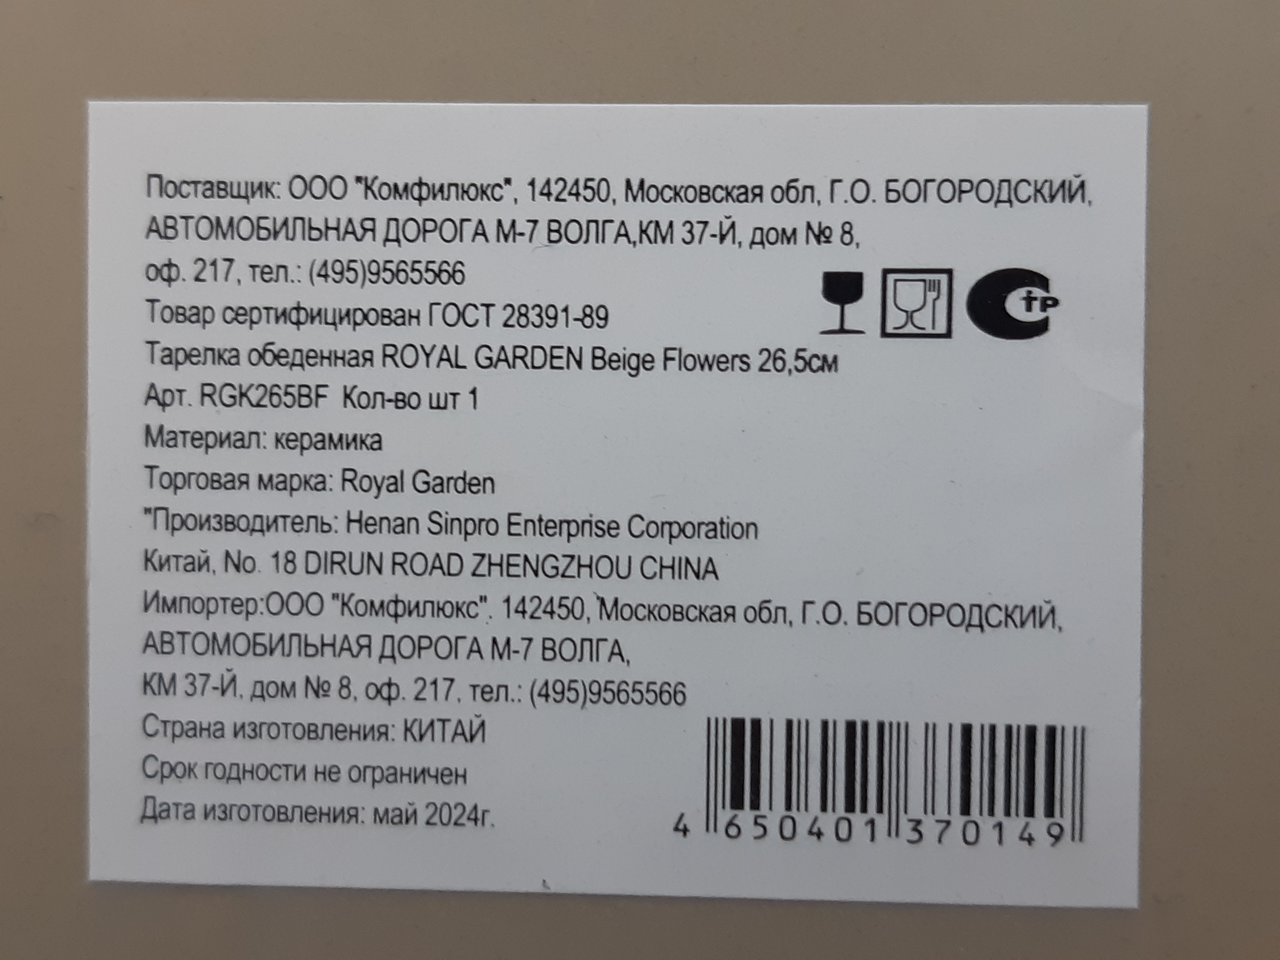 Поставщик: ООО "Комфилюкс", 142450, Московская обл, Г.О. БОГОРОДСКИЙ,
АВТОМОБИЛЬНАЯ ДОРОГА М-7 ВОЛГА,КМ 37-Й, дом № 8,
оф. 217, тел.: (495)9565566
Товар сертифицирован ГОСТ 28391-89
Тарелка обеденная ROYAL GARDEN Beige Flowers 26,5см
Арт. RGK265BF Кол-во шт 1
Материал: керамика
Торговая марка: Royal Garden
"Производитель: Henan Sinpro Enterprise Corporation
Китай, No. 18 DIRUN ROAD ZHENGZHOU CHINA
Импортер:ООО "Комфилюкс". 142450, Московская обл, Г.О. БОГОРОДСКИЙ,
АВТОМОБИЛЬНАЯ ДОРОГА М-7 ВОЛГА,
КМ 37-Й, дом № 8, оф. 217, тел.: (495)9565566
Страна изготовления: КИТАЙ
Срок годности не ограничен
Дата изготовления: май 2024г.
стр
4 650401 370149